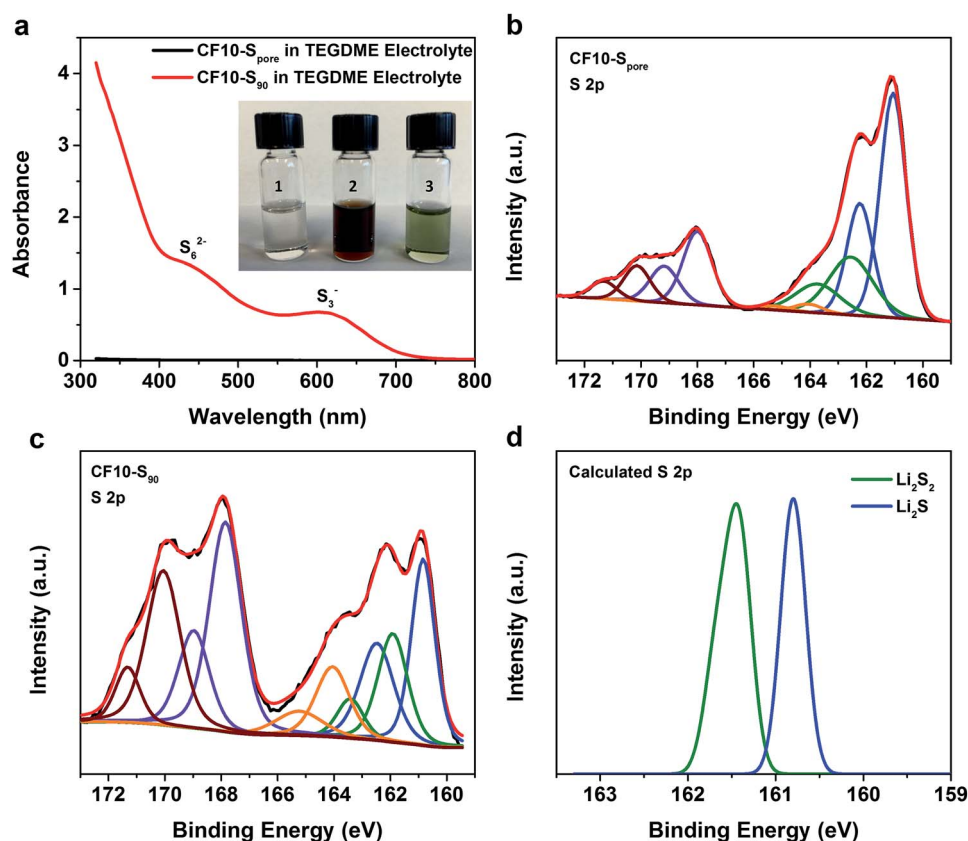 a
CF10-Spore in TEGDME Electrolyte
CF10-S90 in TEGDME Electrolyte
4
3
2
1
0
Absorbance
1
2
3
S6 2-
S3 -
300
400
500
600
700
800
Wavelength (nm)
b
CF10-Spore
S 2p
Intensity (a.u.)
172
170
168
166
164
162
160
Binding Energy (eV)
c
CF10-S90
S 2p
Intensity (a.u.)
172
170
168
166
164
162
160
Binding Energy (eV)
d
Calculated S 2p
Li2S2
Li2S
Intensity (a.u.)
163
162
161
160
159
Binding Energy (eV)